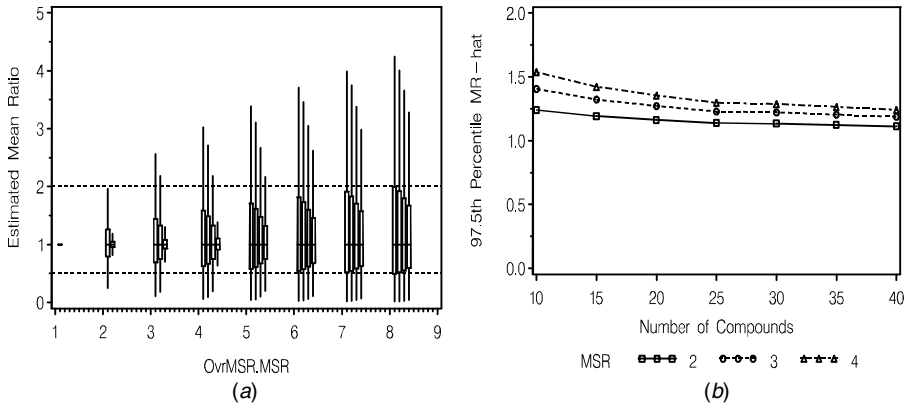 5
4
3
2
1
0
Estimated Mean Ratio
1 2 3 4 5 6 7 8 9
OvrMSR.MSR
(a)
2.0
1.5
1.0
0.5
0.0
97.5th Percentile MR-hat
10 15 20 25 30 35 40
Number of Compounds
MSR 2 3 4
(b)